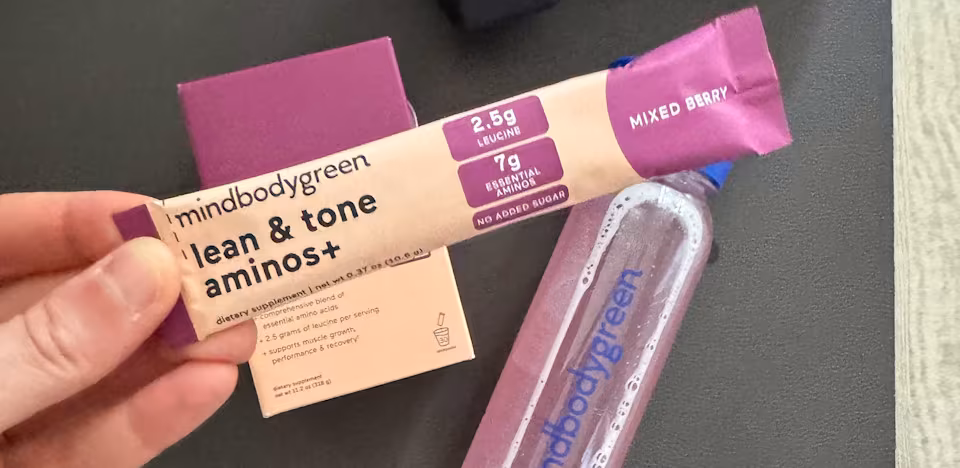 mindbodygreen
lean & tone
aminos+
dietary supplement | net wt 0.37 oz (10.6 g)
2.5g
LEUCINE
7g
ESSENTIAL
AMINOS
NO ADDED SUGAR
MIXED BERRY
comprehensive blend of
essential amino acids
+ 2.5 grams of leucine per serving
+ supports muscle growth,
performance & recovery*
dietary supplement
net wt 11.2 oz (318 g)
30
ndbodygreen